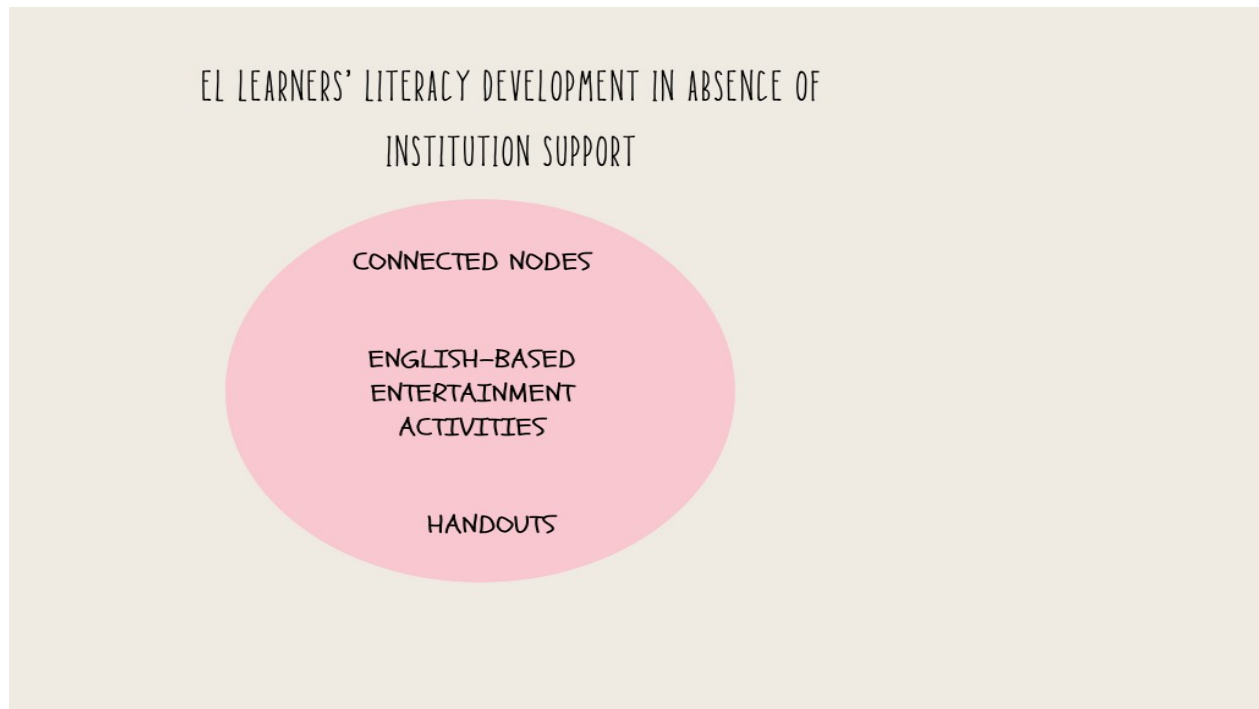 EL LEARNERS' LITERACY DEVELOPMENT IN ABSENCE OF
INSTITUTION SUPPORT
CONNECTED NODES
ENGLISH-BASED
ENTERTAINMENT
ACTIVITIES
HANDOUTS